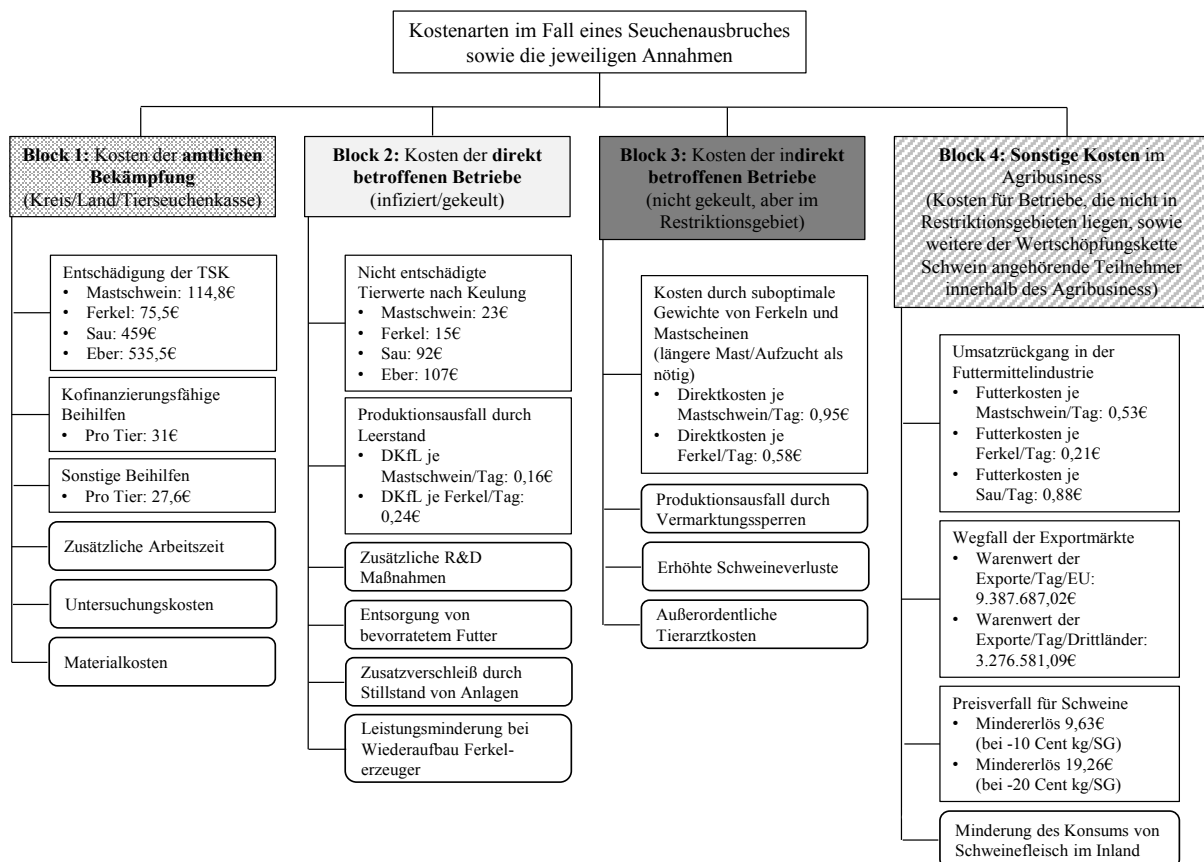 Kostenarten im Fall eines Seuchenausbruches
sowie die jeweiligen Annahmen
Block 1: Kosten der amtlichen
Bekämpfung
(Kreis/Land/Tierseuchenkasse)
Entschädigung der TSK
• Mastschwein: 114,8€
• Ferkel: 75,5€
• Sau: 459€
• Eber: 535,5€
Kofinanzierungsfähige
Beihilfen
• Pro Tier: 31€
Sonstige Beihilfen
• Pro Tier: 27,6€
Zusätzliche Arbeitszeit
Untersuchungskosten
Materialkosten
Block 2: Kosten der direkt
betroffenen Betriebe
(infiziert/gekeult)
Nicht entschädigte
Tierwerte nach Keulung
• Mastschwein: 23€
• Ferkel: 15€
• Sau: 92€
• Eber: 107€
Produktionsausfall durch
Leerstand
• DKfL je
Mastschwein/Tag: 0,16€
• DKfL je Ferkel/Tag:
0,24€
Zusätzliche R&D
Maßnahmen
Entsorgung von
bevorratetem Futter
Zusatzverschleiß durch
Stillstand von Anlagen
Leistungsminderung bei
Wiederaufbau Ferkel-
erzeuger
Block 3: Kosten der indirekt
betroffenen Betriebe
(nicht gekeult, aber im
Restriktionsgebiet)
Kosten durch suboptimale
Gewichte von Ferkeln und
Mastscheinen
(längere Mast/Aufzucht als
nötig)
• Direktkosten je
Mastschwein/Tag: 0,95€
• Direktkosten je
Ferkel/Tag: 0,58€
Produktionsausfall durch
Vermarktungssperren
Erhöhte Schweineverluste
Außerordentliche
Tierarztkosten
Block 4: Sonstige Kosten im
Agribusiness
(Kosten für Betriebe, die nicht in
Restriktionsgebieten liegen, sowie
weitere der Wertschöpfungskette
Schwein angehörende Teilnehmer
innerhalb des Agribusiness)
Umsatzrückgang in der
Futtermittelindustrie
• Futterkosten je
Mastschwein/Tag: 0,53€
• Futterkosten je
Ferkel/Tag: 0,21€
• Futterkosten je
Sau/Tag: 0,88€
Wegfall der Exportmärkte
• Warenwert der
Exporte/Tag/EU:
9.387.687,02€
• Warenwert der
Exporte/Tag/Drittländer:
3.276.581,09€
Preisverfall für Schweine
• Mindererlös 9,63€
(bei -10 Cent kg/SG)
• Mindererlös 19,26€
(bei -20 Cent kg/SG)
Minderung des Konsums von
Schweinefleisch im Inland